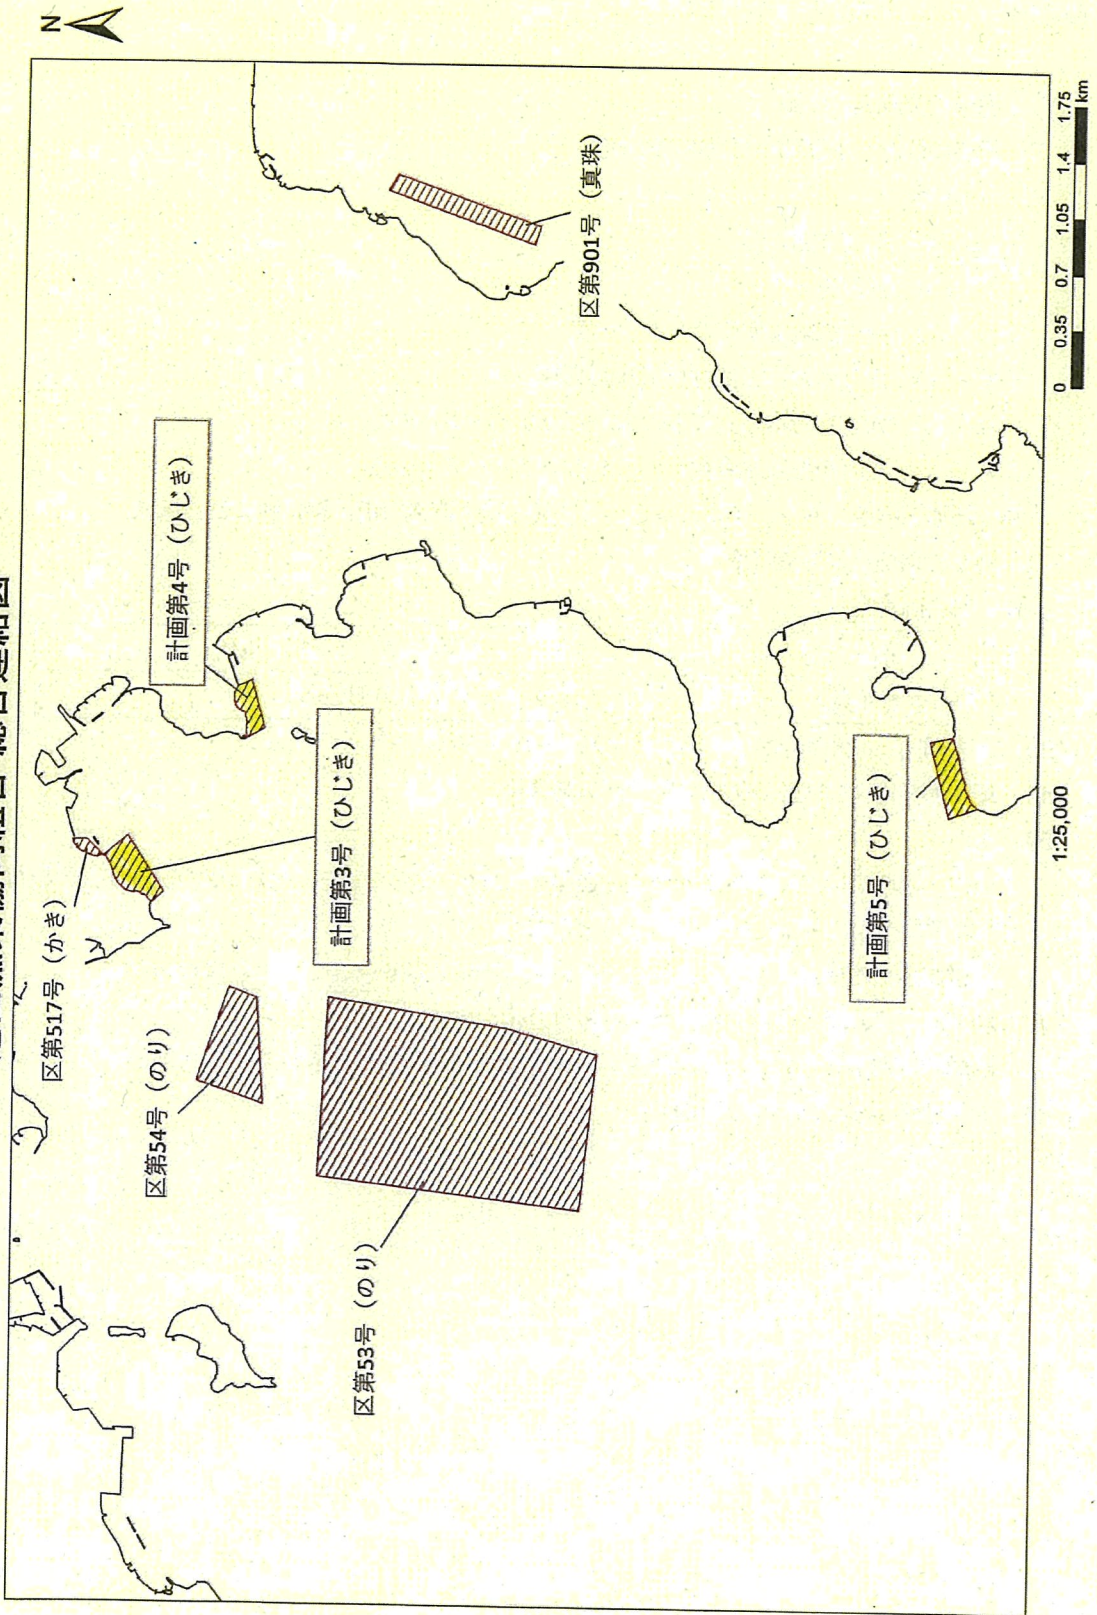 N
計画第4号（ひじき）
区第517号（かき）
計画第3号（ひじき）
区第54号（のり）
区第53号（のり）
区第901号（真珠）
計画第5号（ひじき）
1:25,000
0 0.35 0.7 1.05 1.4 1.75
km